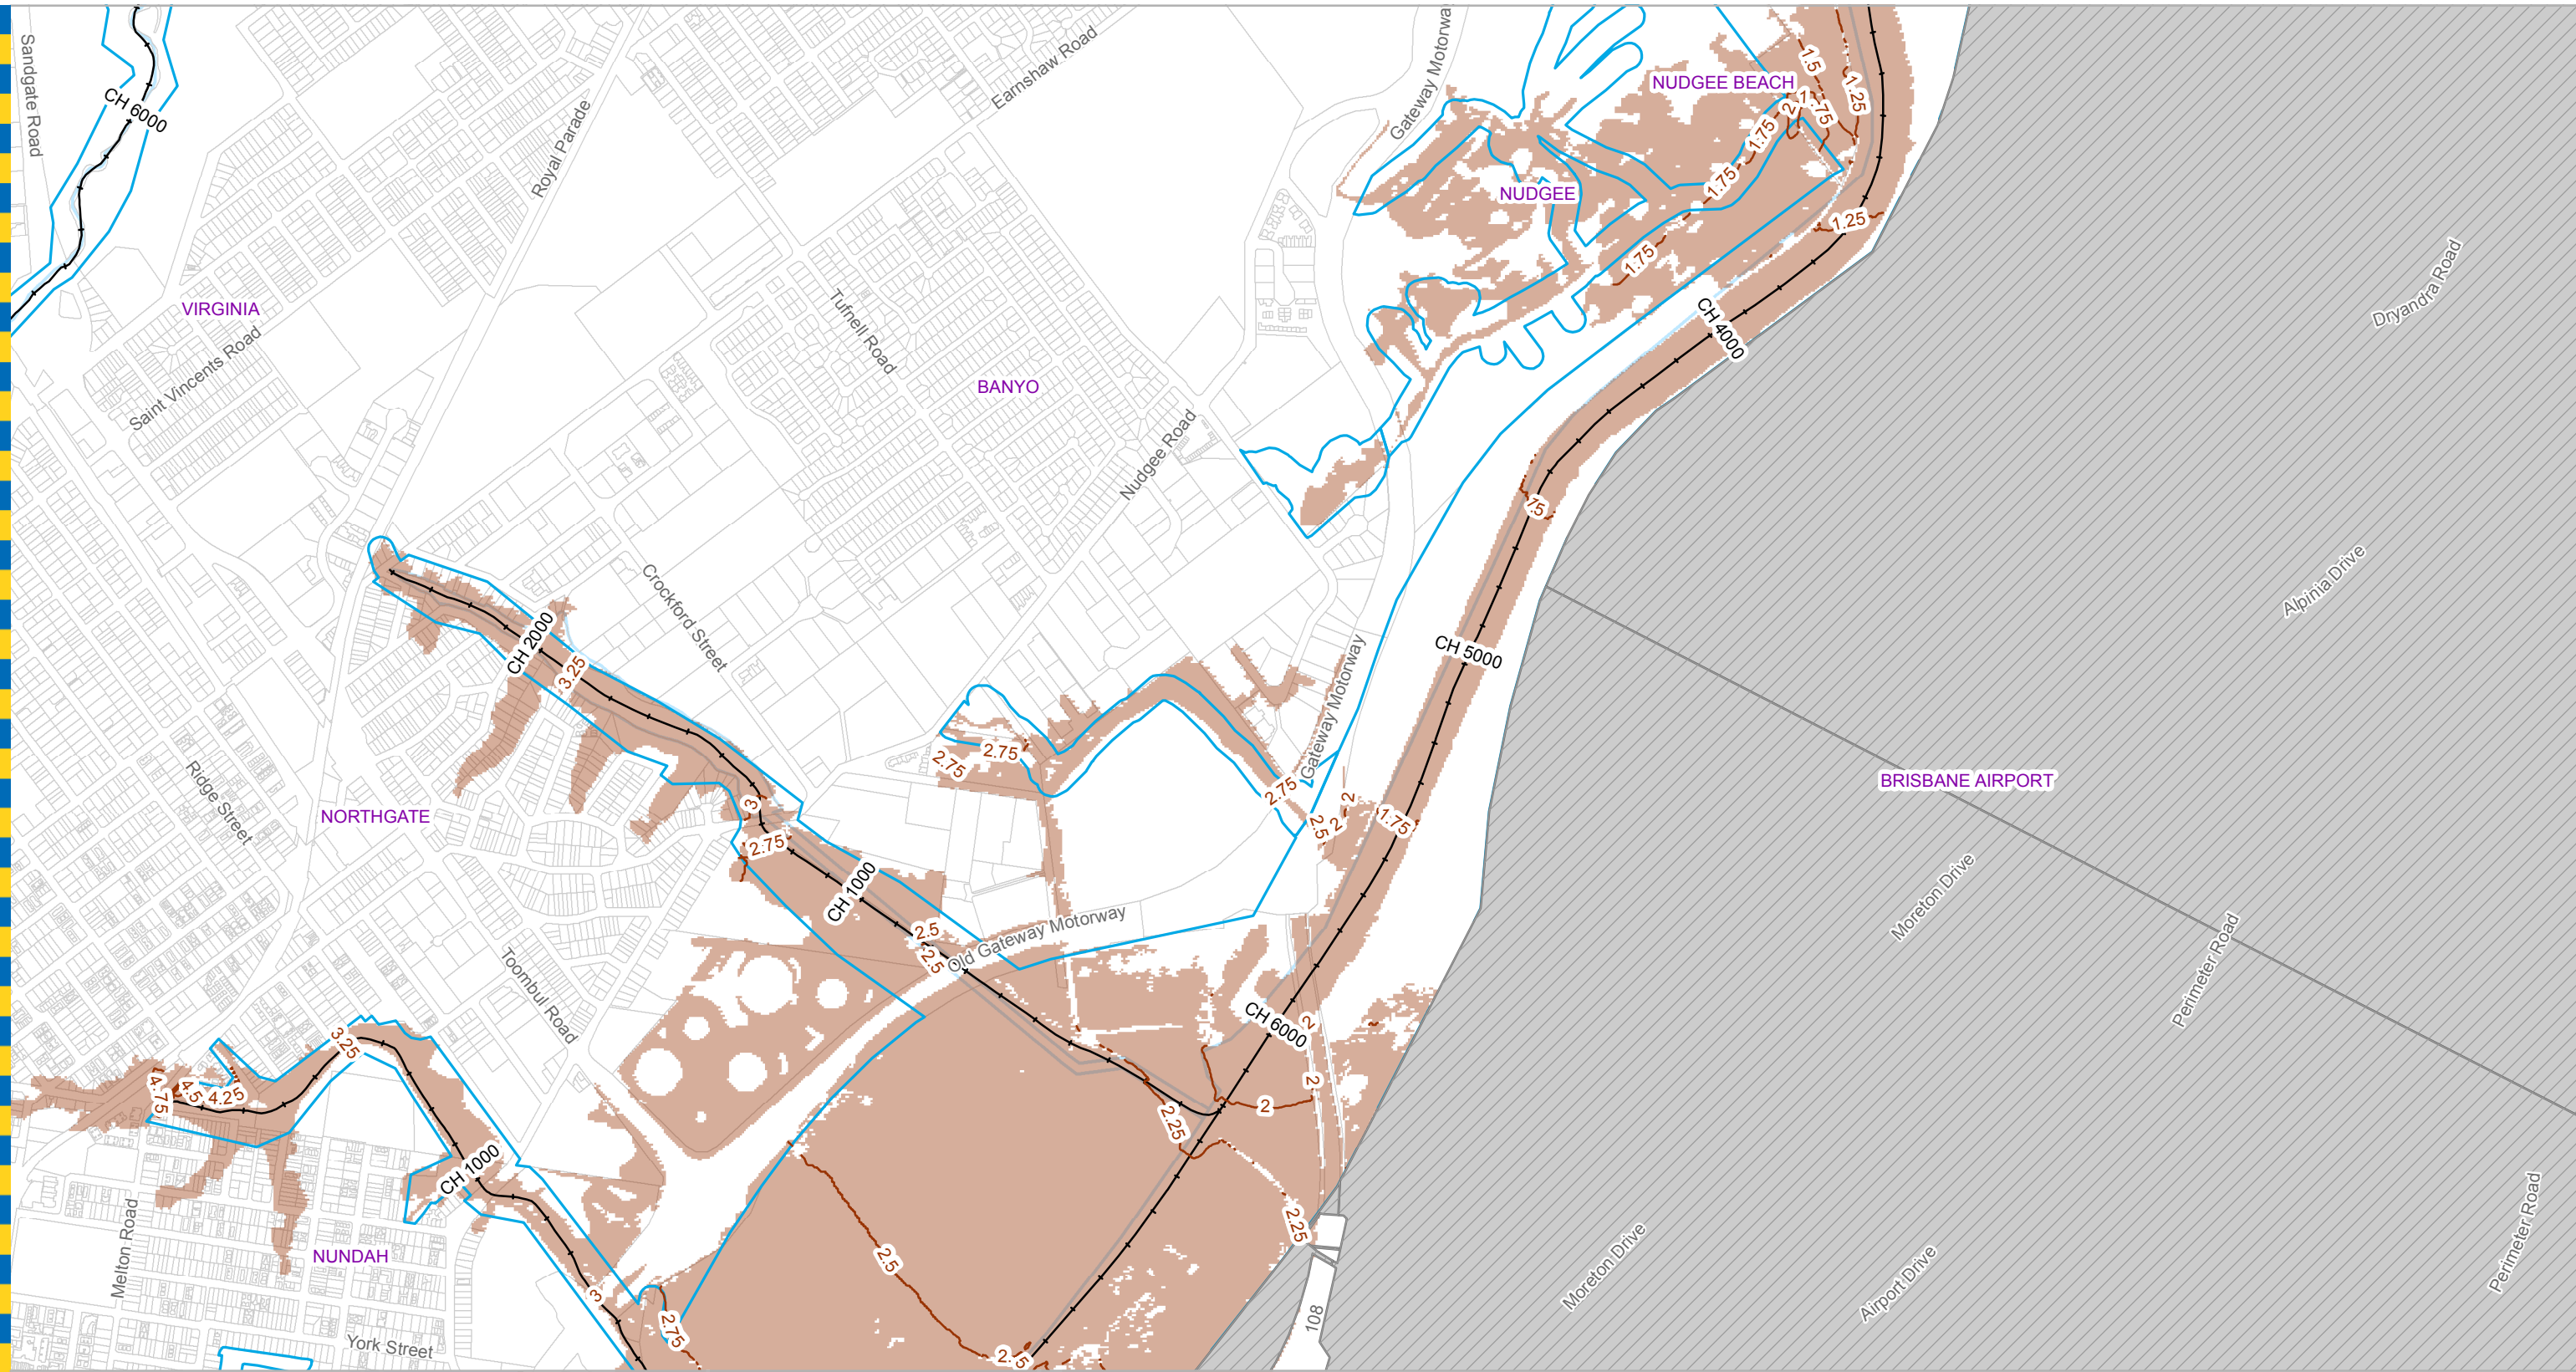 Sandgate Road
CH 6000
Royal Parade
Earnshaw Road
Gateway Motorway
NUDGEE BEACH
1.5
1.25
2
1.75
1.75
1.75
NUDGEE
1.25
1.75
VIRGINIA
Saint Vincents Road
Tufnell Road
BANYO
Nudgee Road
CH 4000
Dryandra Road
.75
Alpinia Drive
Crockford Street
CH 2000
3.25
CH 5000
Gateway Motorway
2.75
2.75
2.75
2
2.5
2
1.75
BRISBANE AIRPORT
Ridge Street
NORTHGATE
3
2.75
CH 1000
2.5
2.5
Old Gateway Motorway
Moreton Drive
Perimeter Road
Toombul Road
CH 6000
2
2
2
2.25
3.25
4.75
4.5
4.25
CH 1000
Melton Road
NUNDAH
2.5
2.25
3
2.75
York Street
2.
.5
108
Moreton Drive
Airport Drive
Perimeter Road